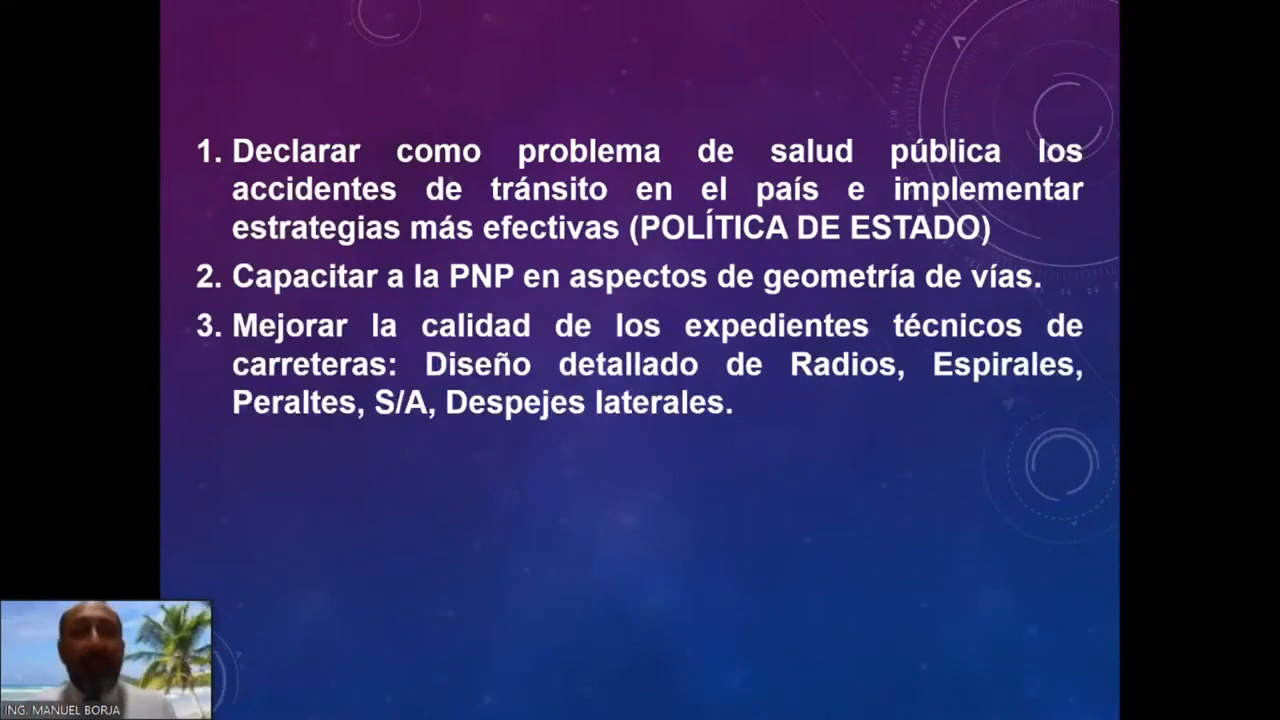 1. Declarar como problema de salud pública los
accidentes de tránsito en el país e implementar
estrategias más efectivas (POLÍTICA DE ESTADO)
2. Capacitar a la PNP en aspectos de geometría de vías.
3. Mejorar la calidad de los expedientes técnicos de
carreteras: Diseño detallado de Radios, Espirales,
Peraltes, S/A, Despejes laterales.
ING. MANUEL BORJA